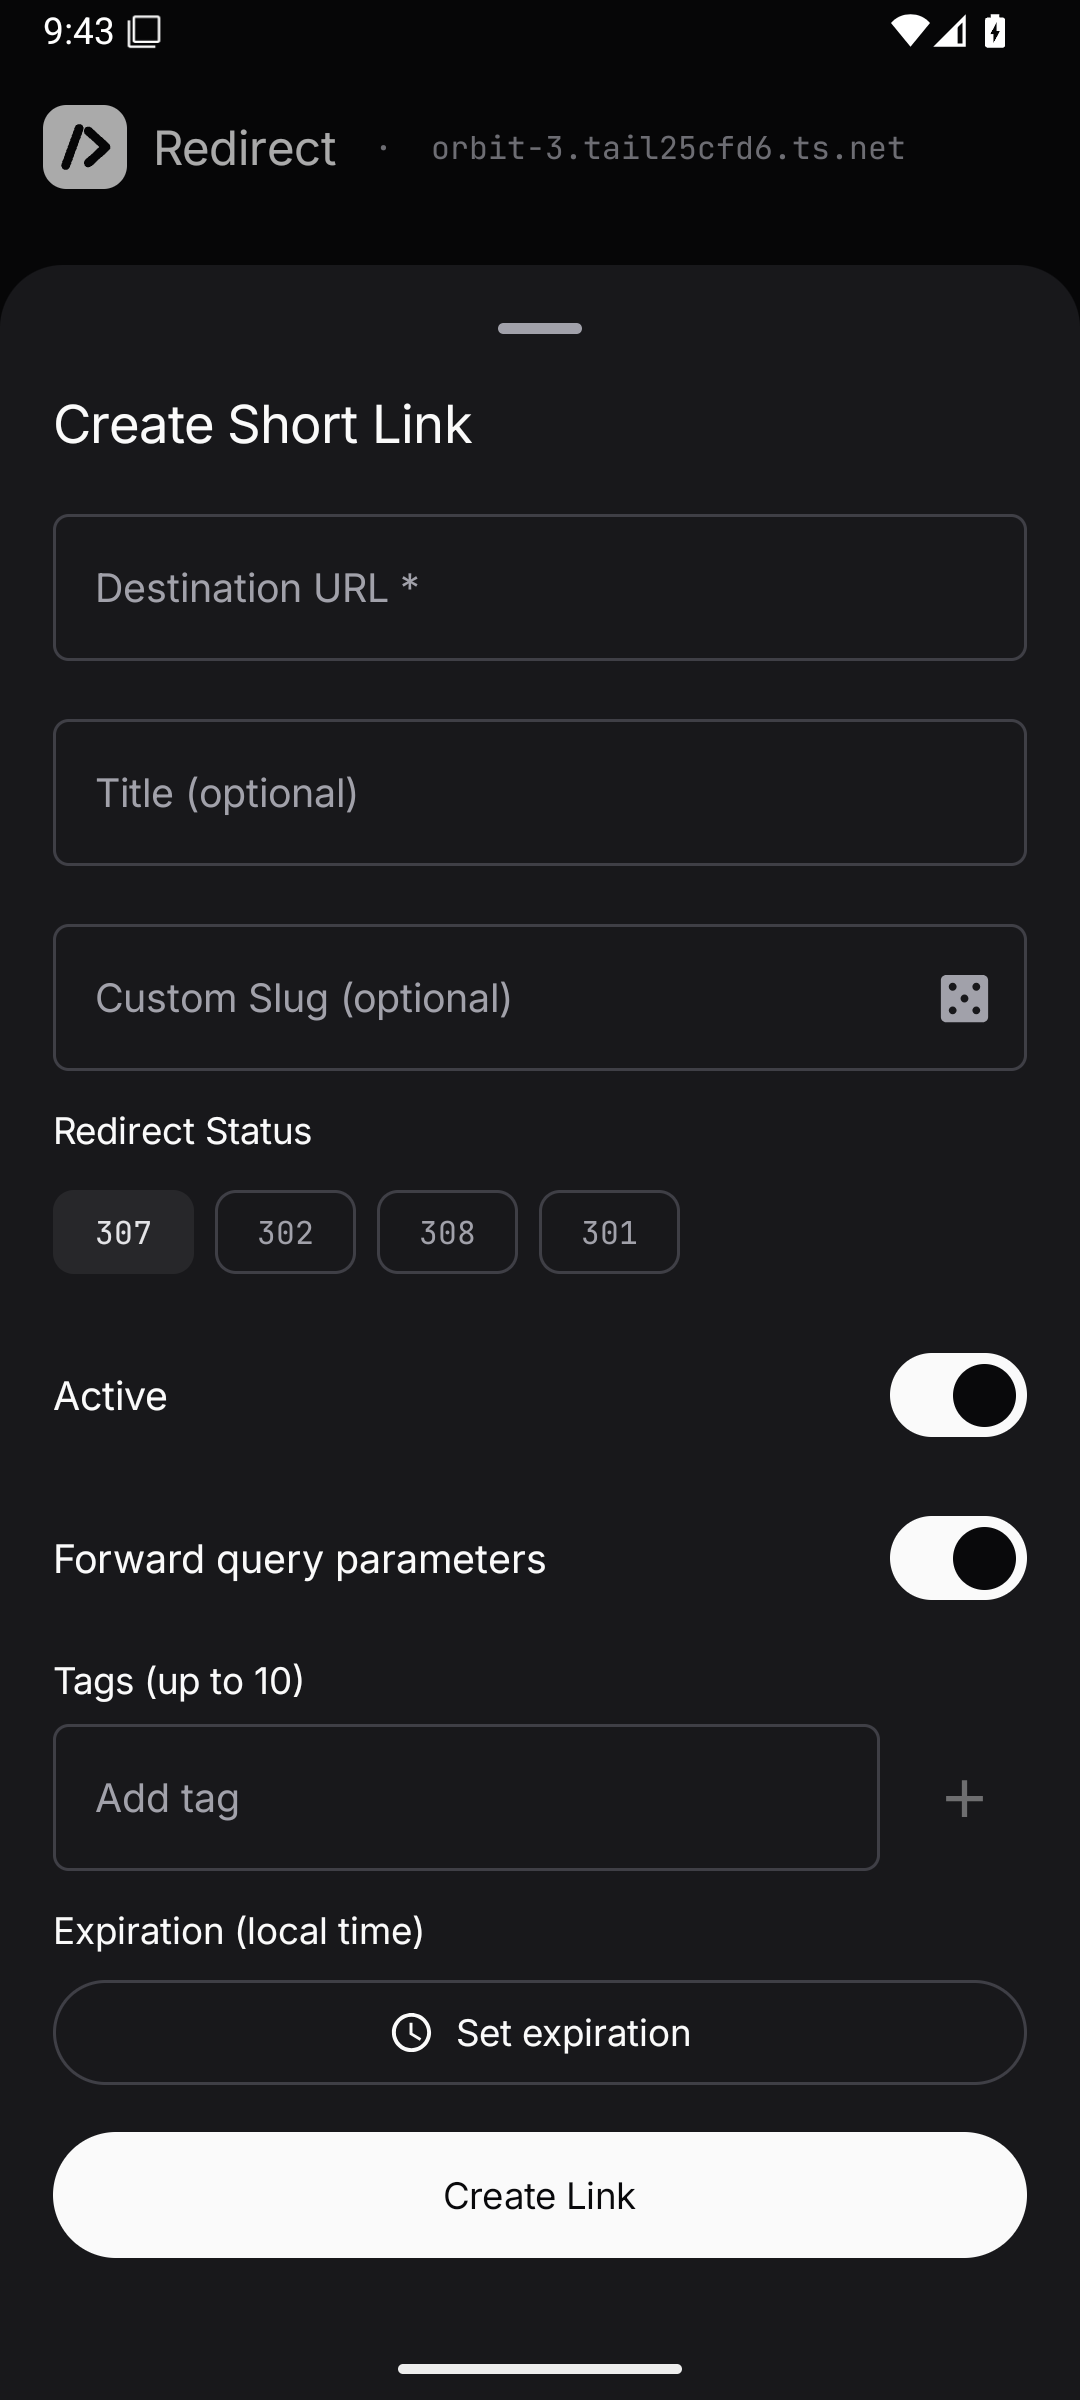 9:43
Redirect · orbit-3.tail25cfd6.ts.net
Create Short Link
Destination URL *
Title (optional)
Custom Slug (optional)
Redirect Status
307 302 308 301
Active
Forward query parameters
Tags (up to 10)
Add tag
Expiration (local time)
Set expiration
Create Link